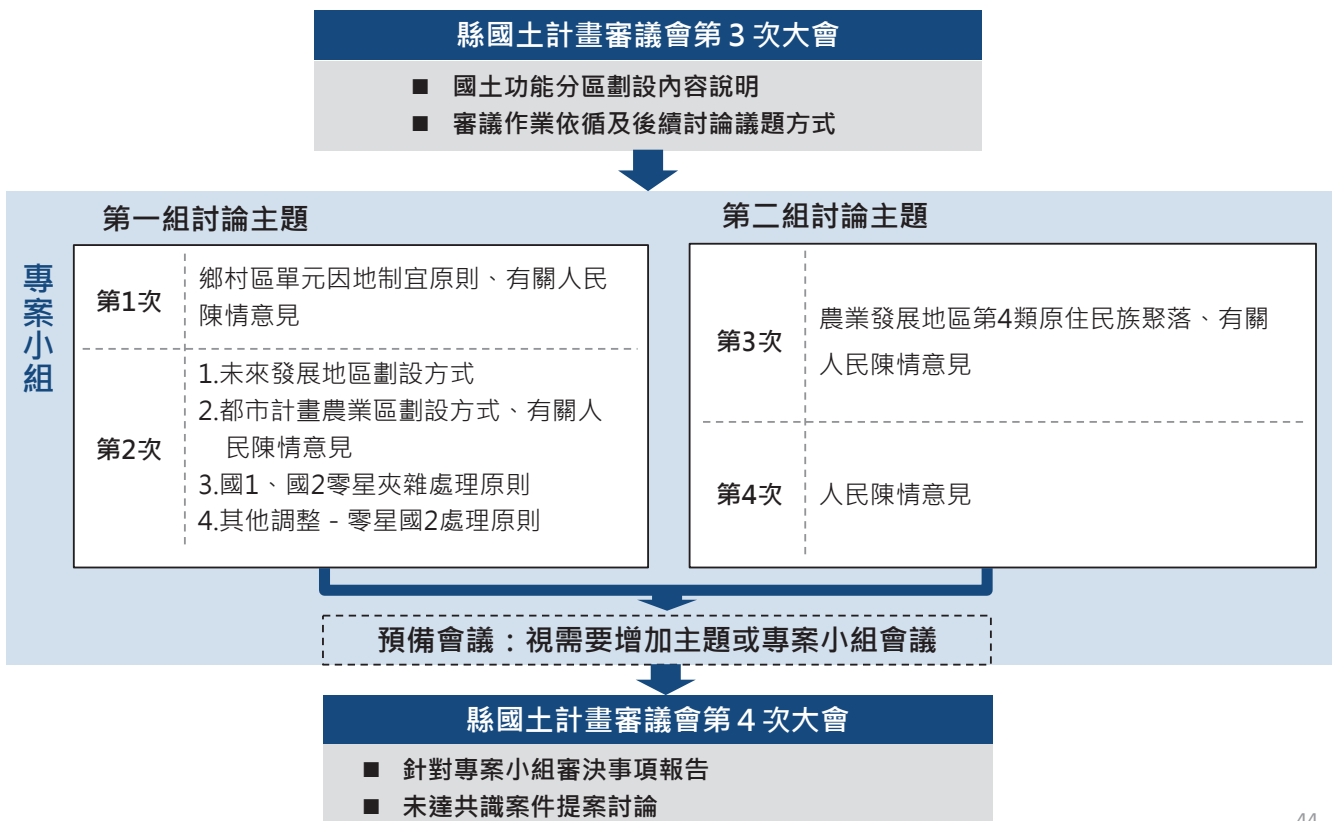 縣國土計畫審議會第3次大會
■ 國土功能分區劃設內容說明
■ 審議作業依循及後續討論議題方式
專案小組
第一組討論主題
第1次
鄉村區單元因地制宜原則、有關人民
陳情意見
第2次
1.未來發展地區劃設方式
2.都市計畫農業區劃設方式、有關人
民陳情意見
3.國1、國2零星夾雜處理原則
4.其他調整-零星國2處理原則
第二組討論主題
第3次
農業發展地區第4類原住民族聚落、有關
人民陳情意見
第4次
人民陳情意見
預備會議：視需要增加主題或專案小組會議
縣國土計畫審議會第4次大會
■ 針對專案小組審決事項報告
■ 未達共識案件提案討論
44